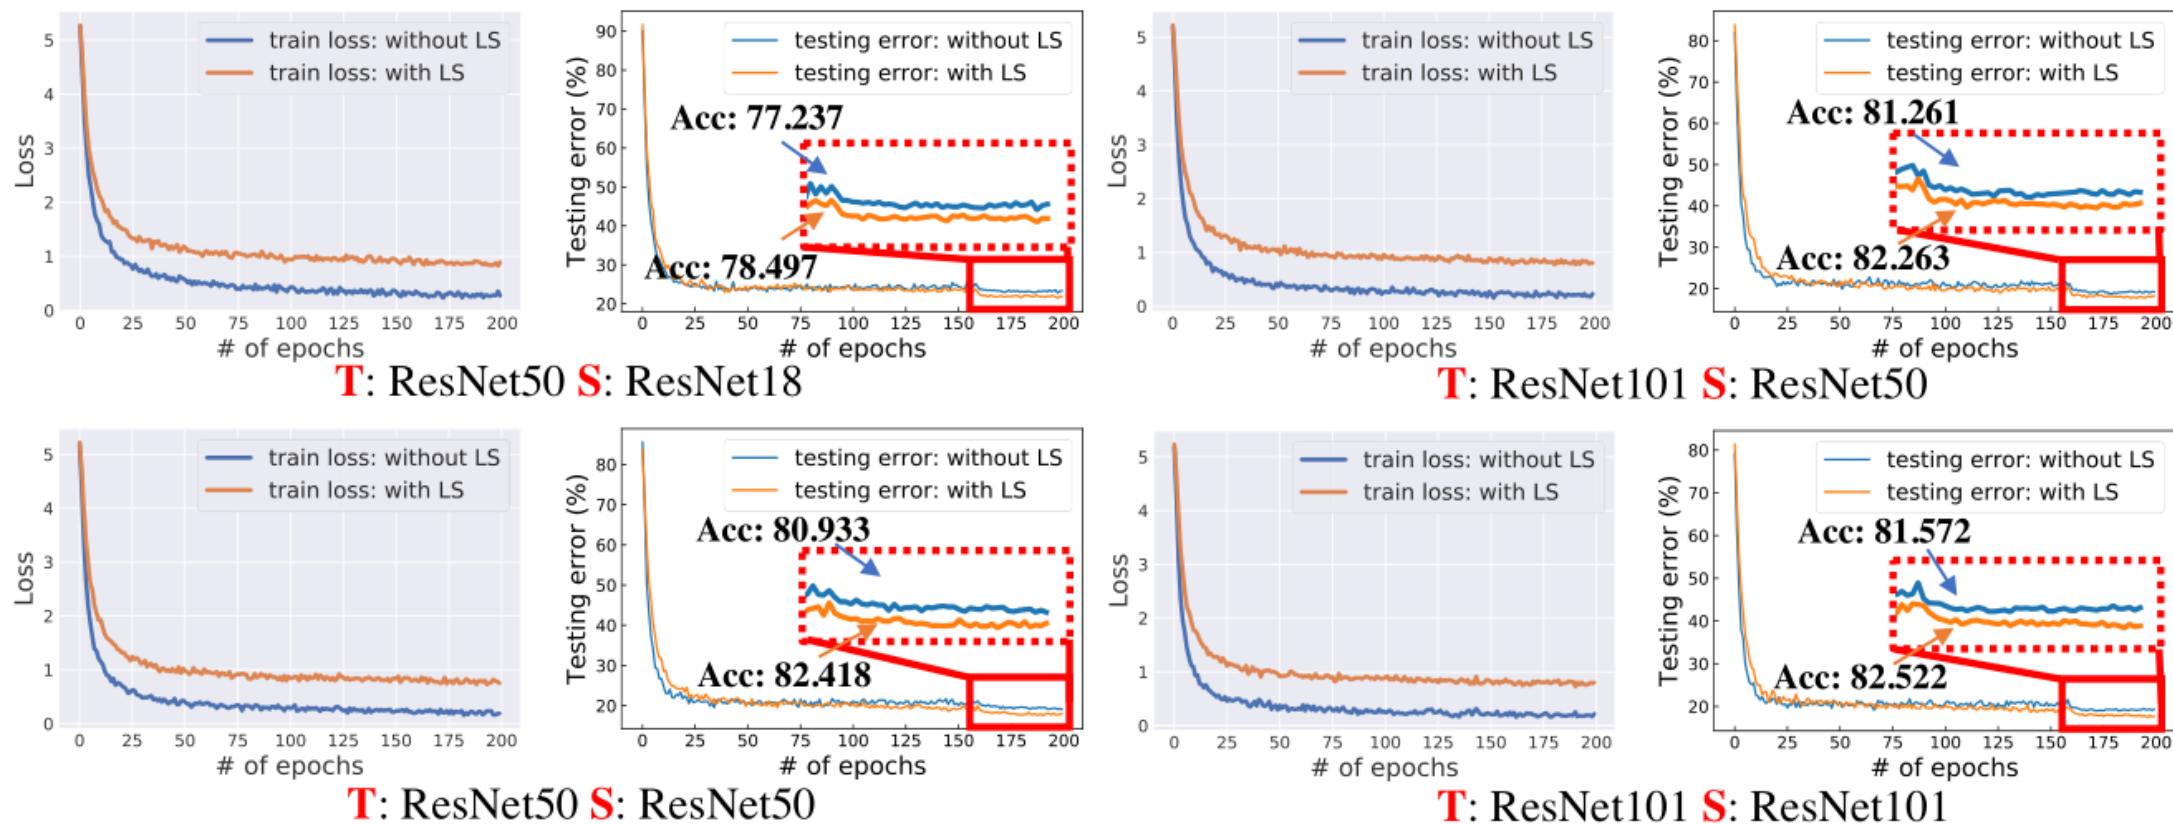 train loss: without LS
train loss: with LS
Loss
5
4
3
2
1
0
0 25 50 75 100 125 150 175 200
# of epochs
testing error: without LS
testing error: with LS
Testing error (%)
90
80
70
60
50
40
30
20
Acc: 77.237
Acc: 78.497
0 25 50 75 100 125 150 175 200
# of epochs
T: ResNet50 S: ResNet18
train loss: without LS
train loss: with LS
Loss
5
4
3
2
1
0
0 25 50 75 100 125 150 175 200
# of epochs
testing error: without LS
testing error: with LS
Testing error (%)
80
70
60
50
40
30
20
Acc: 81.261
Acc: 82.263
0 25 50 75 100 125 150 175 200
# of epochs
T: ResNet101 S: ResNet50
train loss: without LS
train loss: with LS
Loss
5
4
3
2
1
0
0 25 50 75 100 125 150 175 200
# of epochs
testing error: without LS
testing error: with LS
Testing error (%)
80
70
60
50
40
30
20
Acc: 80.933
Acc: 82.418
0 25 50 75 100 125 150 175 200
# of epochs
T: ResNet50 S: ResNet50
train loss: without LS
train loss: with LS
Loss
5
4
3
2
1
0
0 25 50 75 100 125 150 175 200
# of epochs
testing error: without LS
testing error: with LS
Testing error (%)
80
70
60
50
40
30
20
Acc: 81.572
Acc: 82.522
0 25 50 75 100 125 150 175 200
# of epochs
T: ResNet101 S: ResNet101